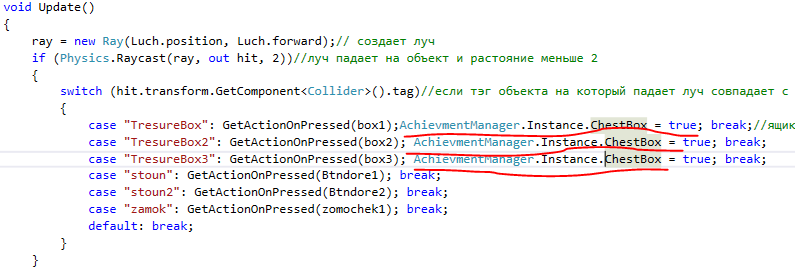 void Update()
{
ray = new Ray(Luch.position, Luch.forward);// создает луч
if (Physics.Raycast(ray, out hit, 2))//луч падает на объект и растояние меньше 2
{
switch (hit.transform.GetComponent<Collider>().tag)//если тэг объекта на который падает луч совпадает с
{
case "TresureBox": GetActionOnPressed(box1);AchievmentManager.Instance.ChestBox = true; break;//ящик
case "TresureBox2": GetActionOnPressed(box2); AchievmentManager.Instance.ChestBox = true; break;
case "TresureBox3": GetActionOnPressed(box3); AchievmentManager.Instance.ChestBox = true; break;
case "stoun": GetActionOnPressed(Btndore1); break;
case "stoun2": GetActionOnPressed(Btndore2); break;
case "zamok": GetActionOnPressed(zomochek1); break;
default: break;
}
}